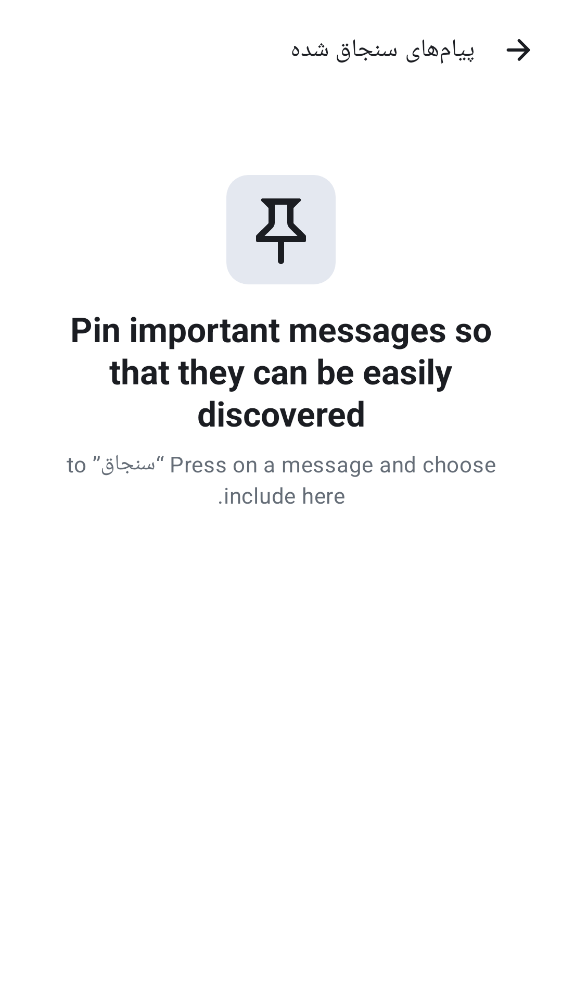 پیام‌های سنجاق شده
Pin important messages so
that they can be easily
discovered
Press on a message and choose “سنجاق” to
include here.